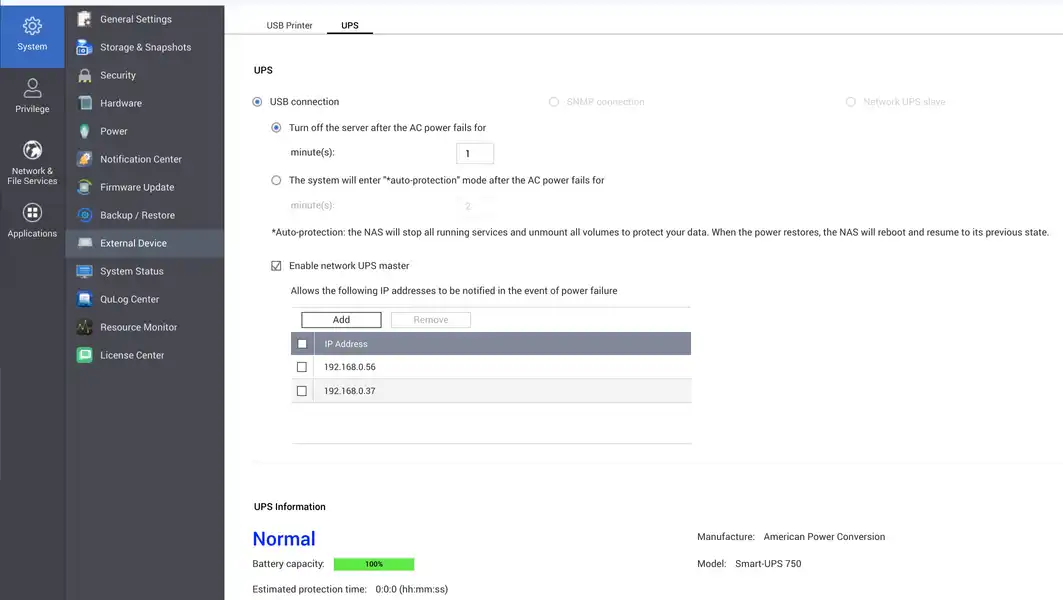 System
Privilege
Network &
File Services
Applications
General Settings
Storage & Snapshots
Security
Hardware
Power
Notification Center
Firmware Update
Backup / Restore
External Device
System Status
QuLog Center
Resource Monitor
License Center
USB Printer UPS
UPS
USB connection SNMP connection Network UPS slave
Turn off the server after the AC power fails for
minute(s): 1
The system will enter "*auto-protection" mode after the AC power fails for
minute(s): 2
*Auto-protection: the NAS will stop all running services and unmount all volumes to protect your data. When the power restores, the NAS will reboot and resume to its previous state.
Enable network UPS master
Allows the following IP addresses to be notified in the event of power failure
Add Remove
IP Address
192.168.0.56
192.168.0.37
UPS Information
Normal
Battery capacity: 100%
Estimated protection time: 0:0:0 (hh:mm:ss)
Manufacture: American Power Conversion
Model: Smart-UPS 750